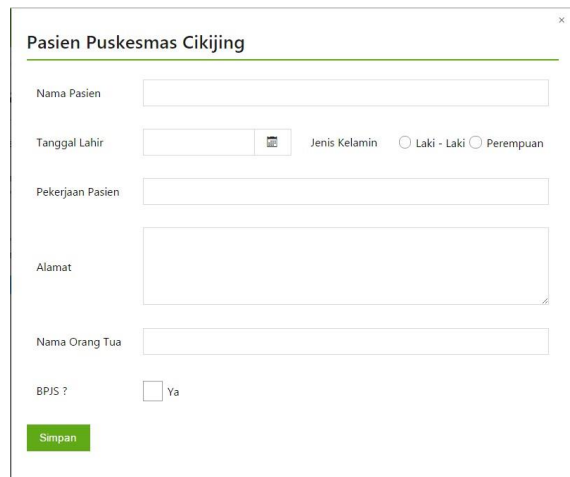 ×
Pasien Puskesmas Cikijing
Nama Pasien
Tanggal Lahir Jenis Kelamin Laki - Laki Perempuan
Pekerjaan Pasien
Alamat
Nama Orang Tua
BPJS ? Ya
Simpan